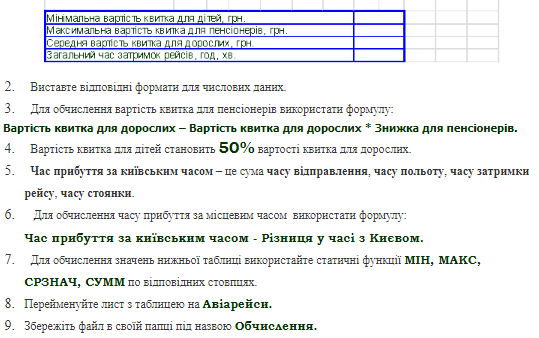 Мінімальна вартість квитка для дітей, грн.
Максимальна вартість квитка для пенсіонерів, грн.
Середня вартість квитка для дорослих, грн.
Загальний час затримок рейсів, год, хв.
2. Виставте відповідні формати для числових даних.
3. Для обчислення вартість квитка для пенсіонерів використати формулу:
Вартість квитка для дорослих – Вартість квитка для дорослих * Знижка для пенсіонерів.
4. Вартість квитка для дітей становить 50% вартості квитка для дорослих.
5. Час прибуття за київським часом – це сума часу відправлення, часу польоту, часу затримки
рейсу, часу стоянки.
6. Для обчислення часу прибуття за місцевим часом використати формулу:
Час прибуття за київським часом - Різниця у часі з Києвом.
7. Для обчислення значень нижньої таблиці використайте статичні функції МІН, МАКС,
СРЗНАЧ, СУММ по відповідних стовпцях.
8. Перейменуйте лист з таблицею на Авіарейси.
9. Збережіть файл в своїй папці під назвою Обчислення.